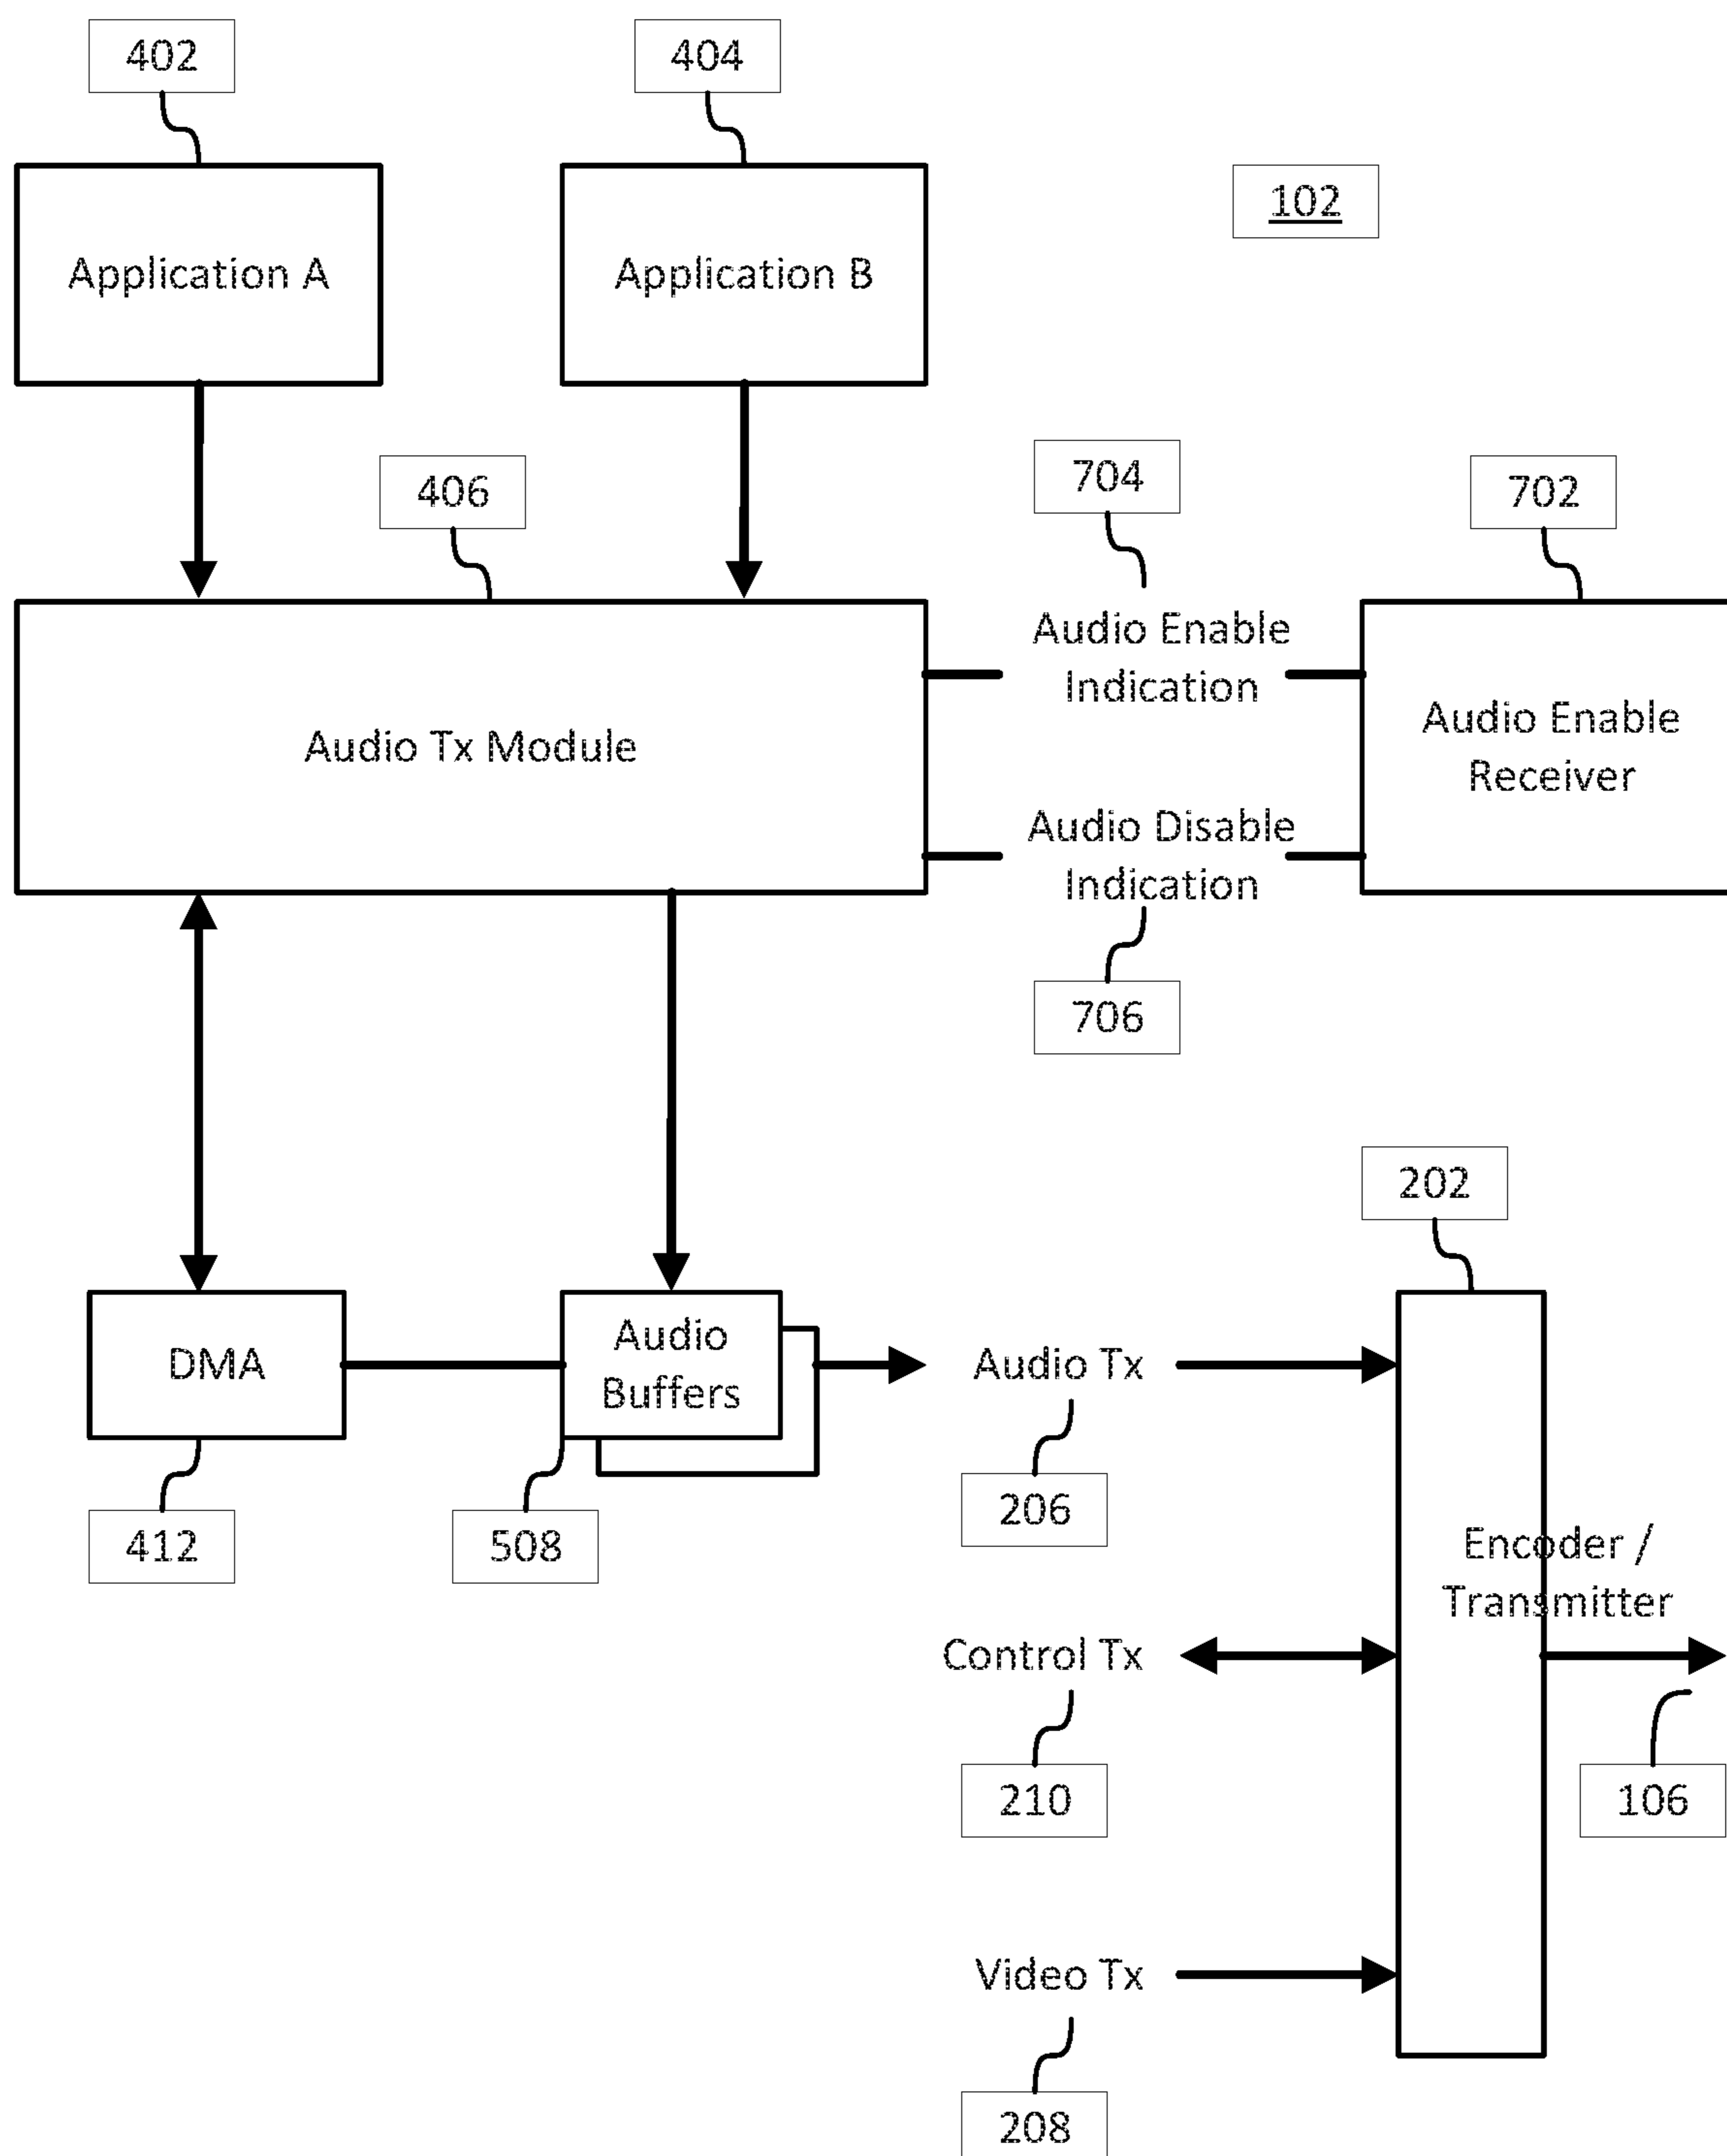 402
404
102
Application A
Application B
406
704
702
Audio Enable
Indication
Audio Tx Module
Audio Enable
Receiver
Audio Disable
Indication
706
202
DMA
Audio
Buffers
Audio Tx
412
508
206
Encoder /
Transmitter
Control Tx
210
106
Video Tx
208